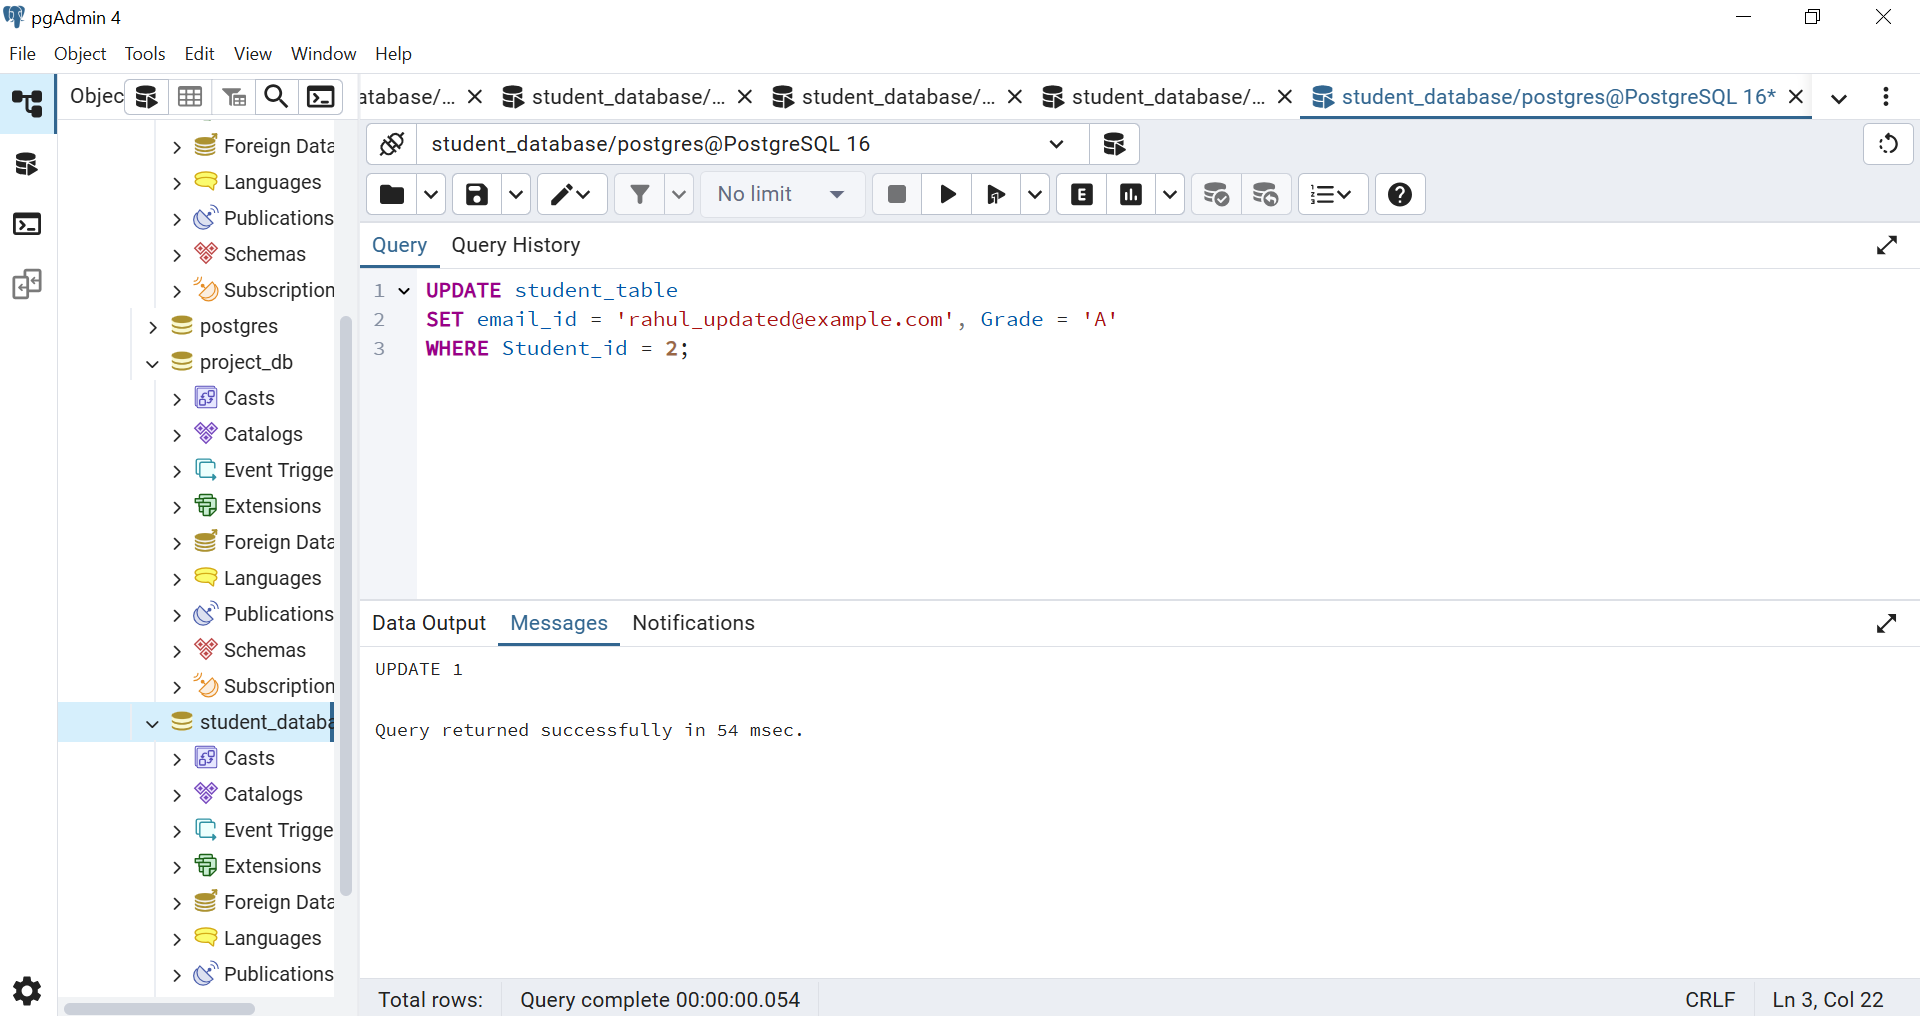 pgAdmin 4
File Object Tools Edit View Window Help
Objec
atabase/... student_database/... student_database/... student_database/... student_database/postgres@PostgreSQL 16*
student_database/postgres@PostgreSQL 16
No limit
E
Query Query History
1 UPDATE student_table
2 SET email_id = 'rahul_updated@example.com', Grade = 'A'
3 WHERE Student_id = 2;
Foreign Data
Languages
Publications
Schemas
Subscription
postgres
project_db
Casts
Catalogs
Event Trigge
Extensions
Foreign Data
Languages
Publications
Schemas
Subscription
student_databa
Casts
Catalogs
Event Trigge
Extensions
Foreign Data
Languages
Publications
Data Output Messages Notifications
UPDATE 1
Query returned successfully in 54 msec.
Total rows: Query complete 00:00:00.054 CRLF Ln 3, Col 22